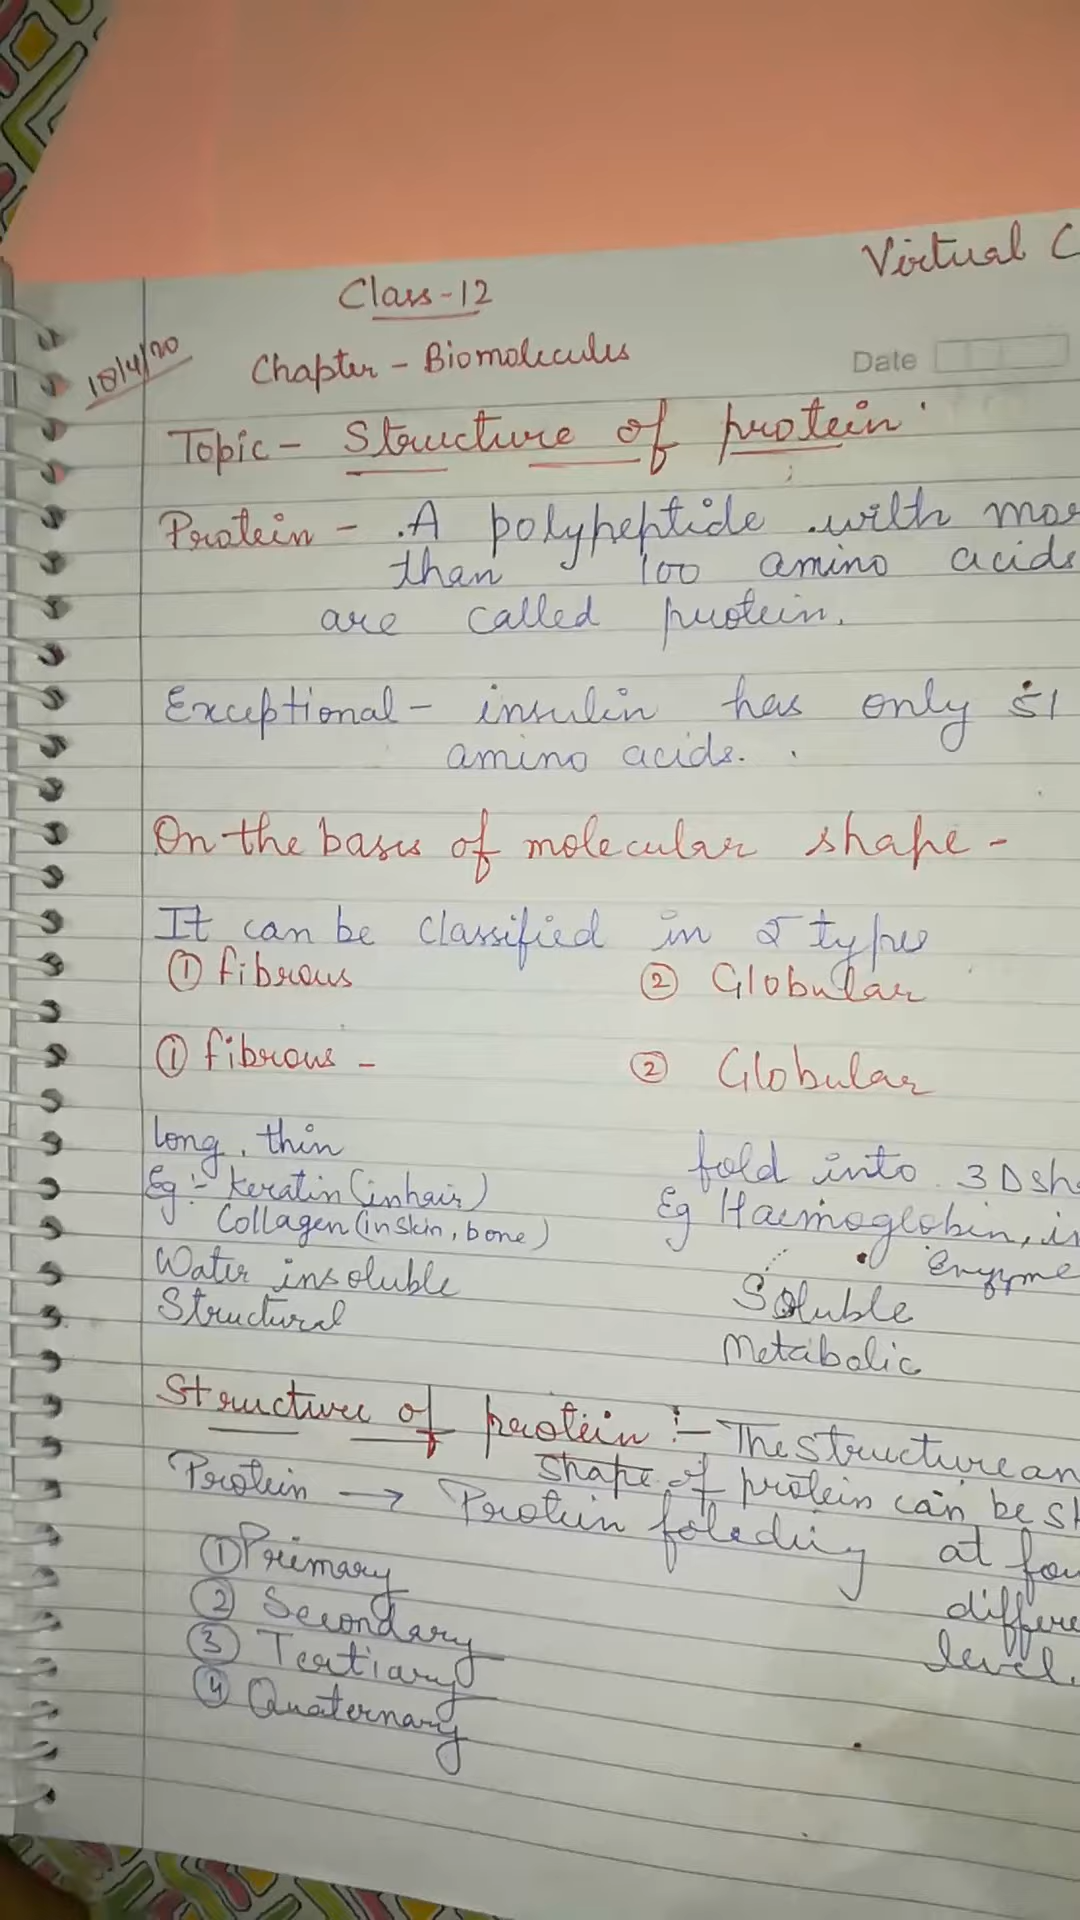 Virtual C
Class-12
18/4/20
Chapter - Biomolecules
Date
Topic - Structure of protein
Protein - A polypeptide with mor
than 100 amino acids
are called protein.
Exceptional - insulin has only 51
amino acids.
On the basis of molecular shape -
It can be classified in 2 types
① fibrous ② Globular
① fibrous - ② Globular
long, thin fold into 3D sh
Eg :- Keratin (in hair) Eg Haemoglobin, in
Collagen (in skin, bone) Enzyme
Water insoluble Soluble
Structural Metabolic
Structure of protein :- The structure an
shape of protein can be st
Protein → Protein folding at fou
① Primary differe
② Secondary level.
③ Tertiary
④ Quaternary